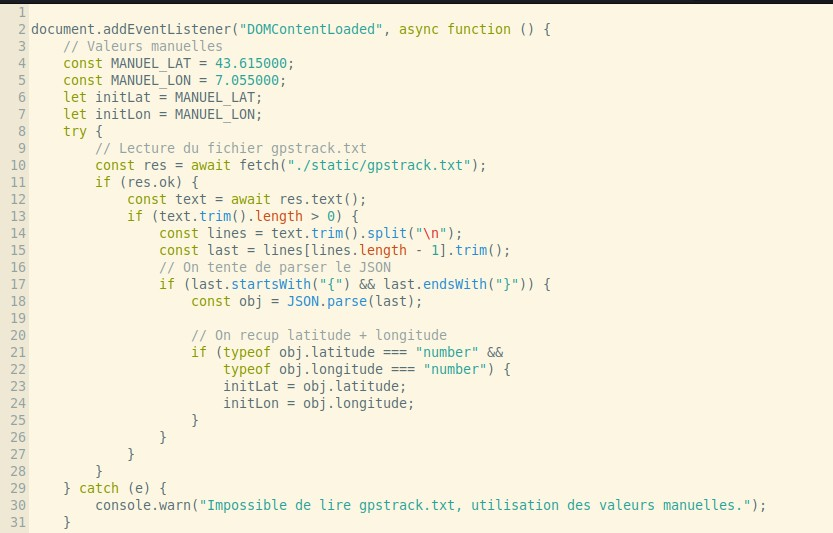 1
2 document.addEventListener("DOMContentLoaded", async function () {
3     // Valeurs manuelles
4     const MANUEL_LAT = 43.615000;
5     const MANUEL_LON = 7.055000;
6     let initLat = MANUEL_LAT;
7     let initLon = MANUEL_LON;
8     try {
9         // Lecture du fichier gpstrack.txt
10         const res = await fetch("./static/gpstrack.txt");
11         if (res.ok) {
12             const text = await res.text();
13             if (text.trim().length > 0) {
14                 const lines = text.trim().split("\n");
15                 const last = lines[lines.length - 1].trim();
16                 // On tente de parser le JSON
17                 if (last.startsWith("{") && last.endsWith("}")) {
18                     const obj = JSON.parse(last);
19
20                     // On recup latitude + longitude
21                     if (typeof obj.latitude === "number" &&
22                         typeof obj.longitude === "number") {
23                         initLat = obj.latitude;
24                         initLon = obj.longitude;
25                     }
26                 }
27             }
28         }
29     } catch (e) {
30         console.warn("Impossible de lire gpstrack.txt, utilisation des valeurs manuelles.");
31     }